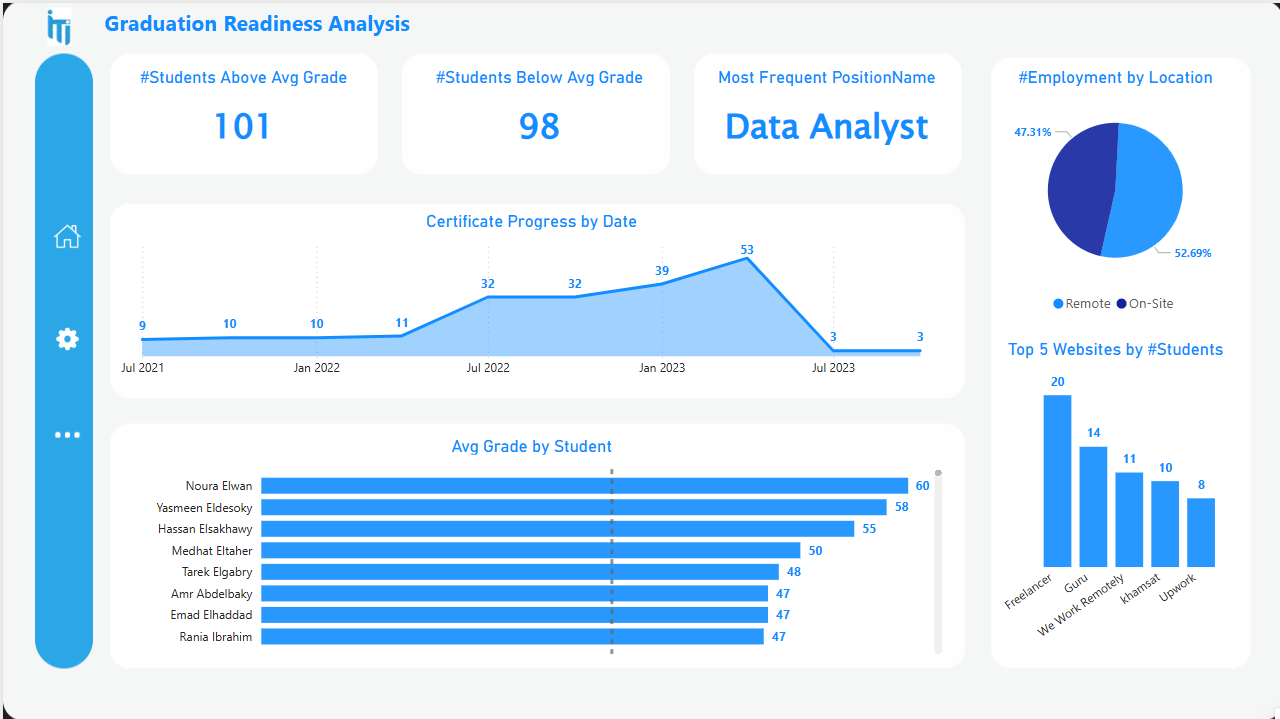 iTi
Graduation Readiness Analysis
#Students Above Avg Grade
101
#Students Below Avg Grade
98
Most Frequent PositionName
Data Analyst
#Employment by Location
47.31%
52.69%
Remote
On-Site
Certificate Progress by Date
9
10
10
11
32
32
39
53
3
3
Jul 2021
Jan 2022
Jul 2022
Jan 2023
Jul 2023
Avg Grade by Student
Noura Elwan 60
Yasmeen Eldesoky 58
Hassan Elsakhawy 55
Medhat Eltaher 50
Tarek Elgabry 48
Amr Abdelbaky 47
Emad Elhaddad 47
Rania Ibrahim 47
Top 5 Websites by #Students
20
14
11
10
8
Freelancer
Guru
We Work Remotely
khamsat
Upwork